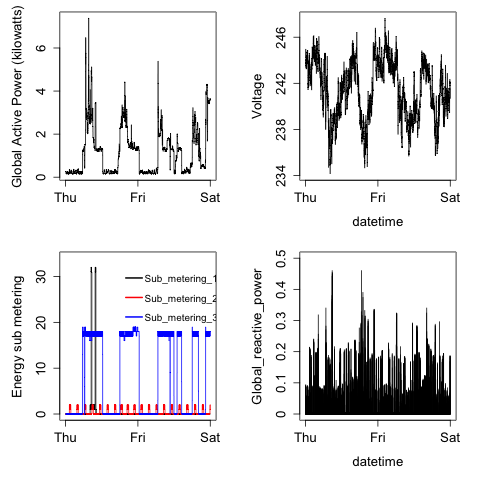 Global Active Power (kilowatts)
0 2 4 6
Thu Fri Sat
Voltage
234 238 242 246
Thu Fri Sat
datetime
Energy sub metering
0 10 20 30
Sub_metering_1
Sub_metering_2
Sub_metering_3
Thu Fri Sat
Global_reactive_power
0.0 0.1 0.2 0.3 0.4 0.5
Thu Fri Sat
datetime